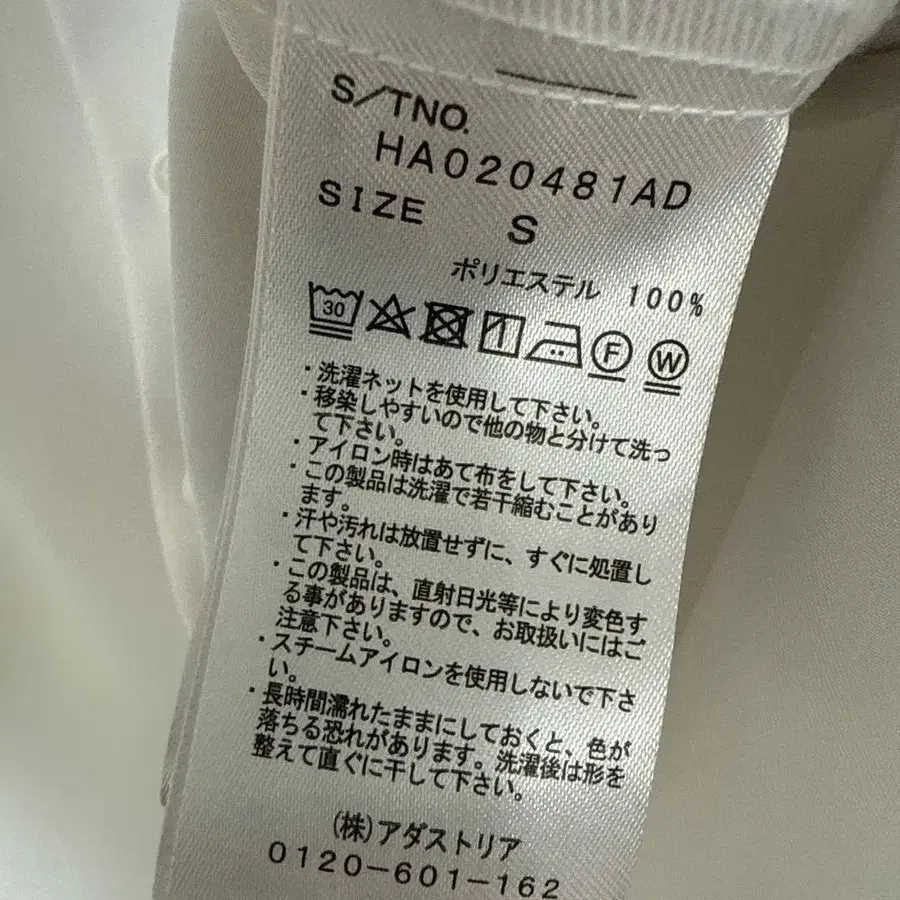 S/TNO.
HA020481AD
SIZE S
ポリエステル 100%
30 F W
・洗濯ネットを使用して下さい。
・移染しやすいので他の物と分けて洗っ
て下さい。
・アイロン時はあて布をして下さい。
・この製品は洗濯で若干縮むことがあり
ます。
・汗や汚れは放置せずに、すぐに処置し
て下さい。
・この製品は、直射日光等により変色す
る事がありますので、お取扱いにはご
注意下さい。
・スチームアイロンを使用しないで下さ
い。
・長時間濡れたままにしておくと、色が
落ちる恐れがあります。洗濯後は形を
整えて直ぐに干して下さい。
(株)アダストリア
0120-601-162